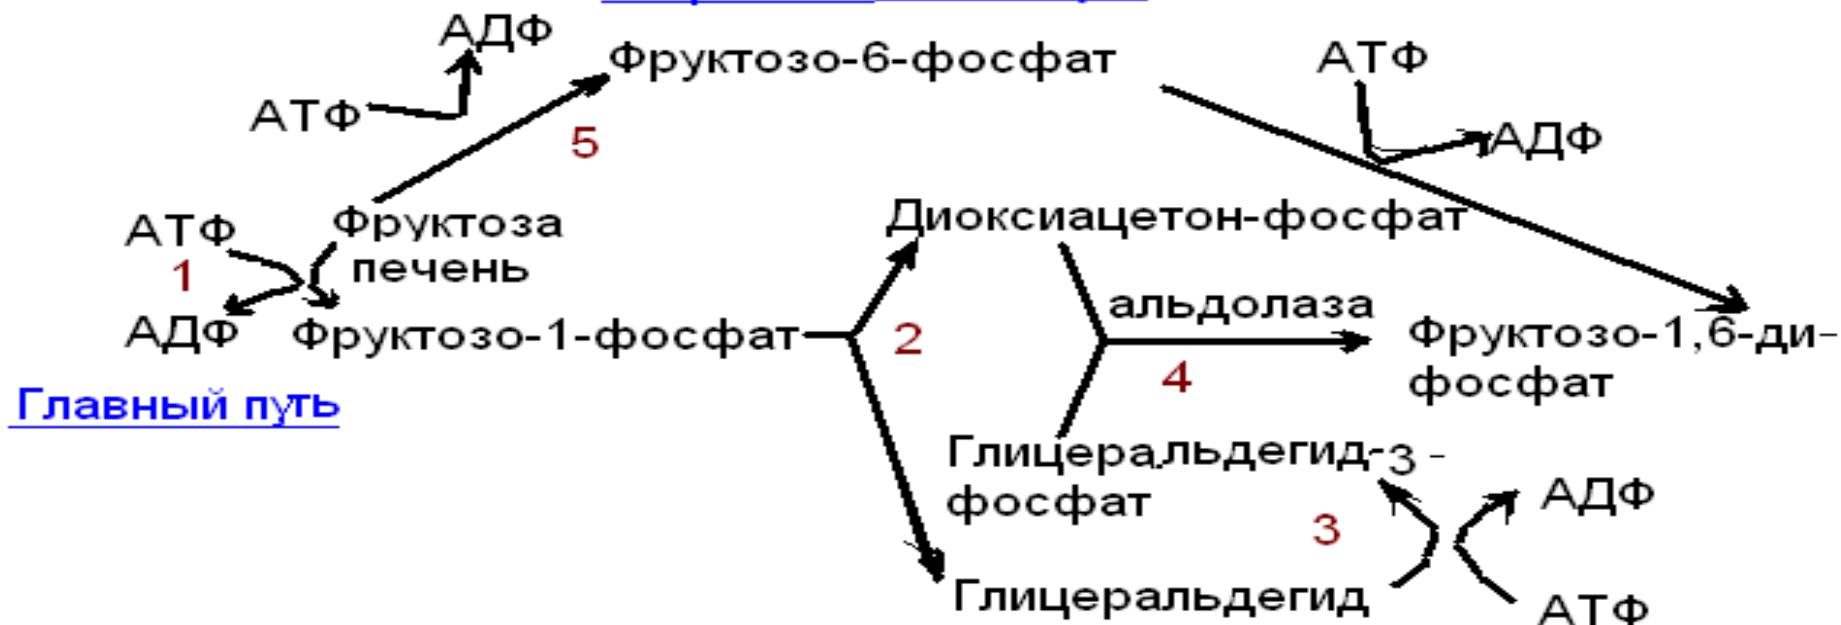 АДФ
Фруктозо-6-фосфат
АТФ
АТФ
5
АДФ
АТФ
Фруктоза
печень
Диоксиацетон-фосфат
1
АДФ
Фруктозо-1-фосфат
2
альдолаза
4
Фруктозо-1,6-ди-
фосфат
Главный путь
Глицеральдегид-3-
фосфат
3
АДФ
Глицеральдегид
АТФ